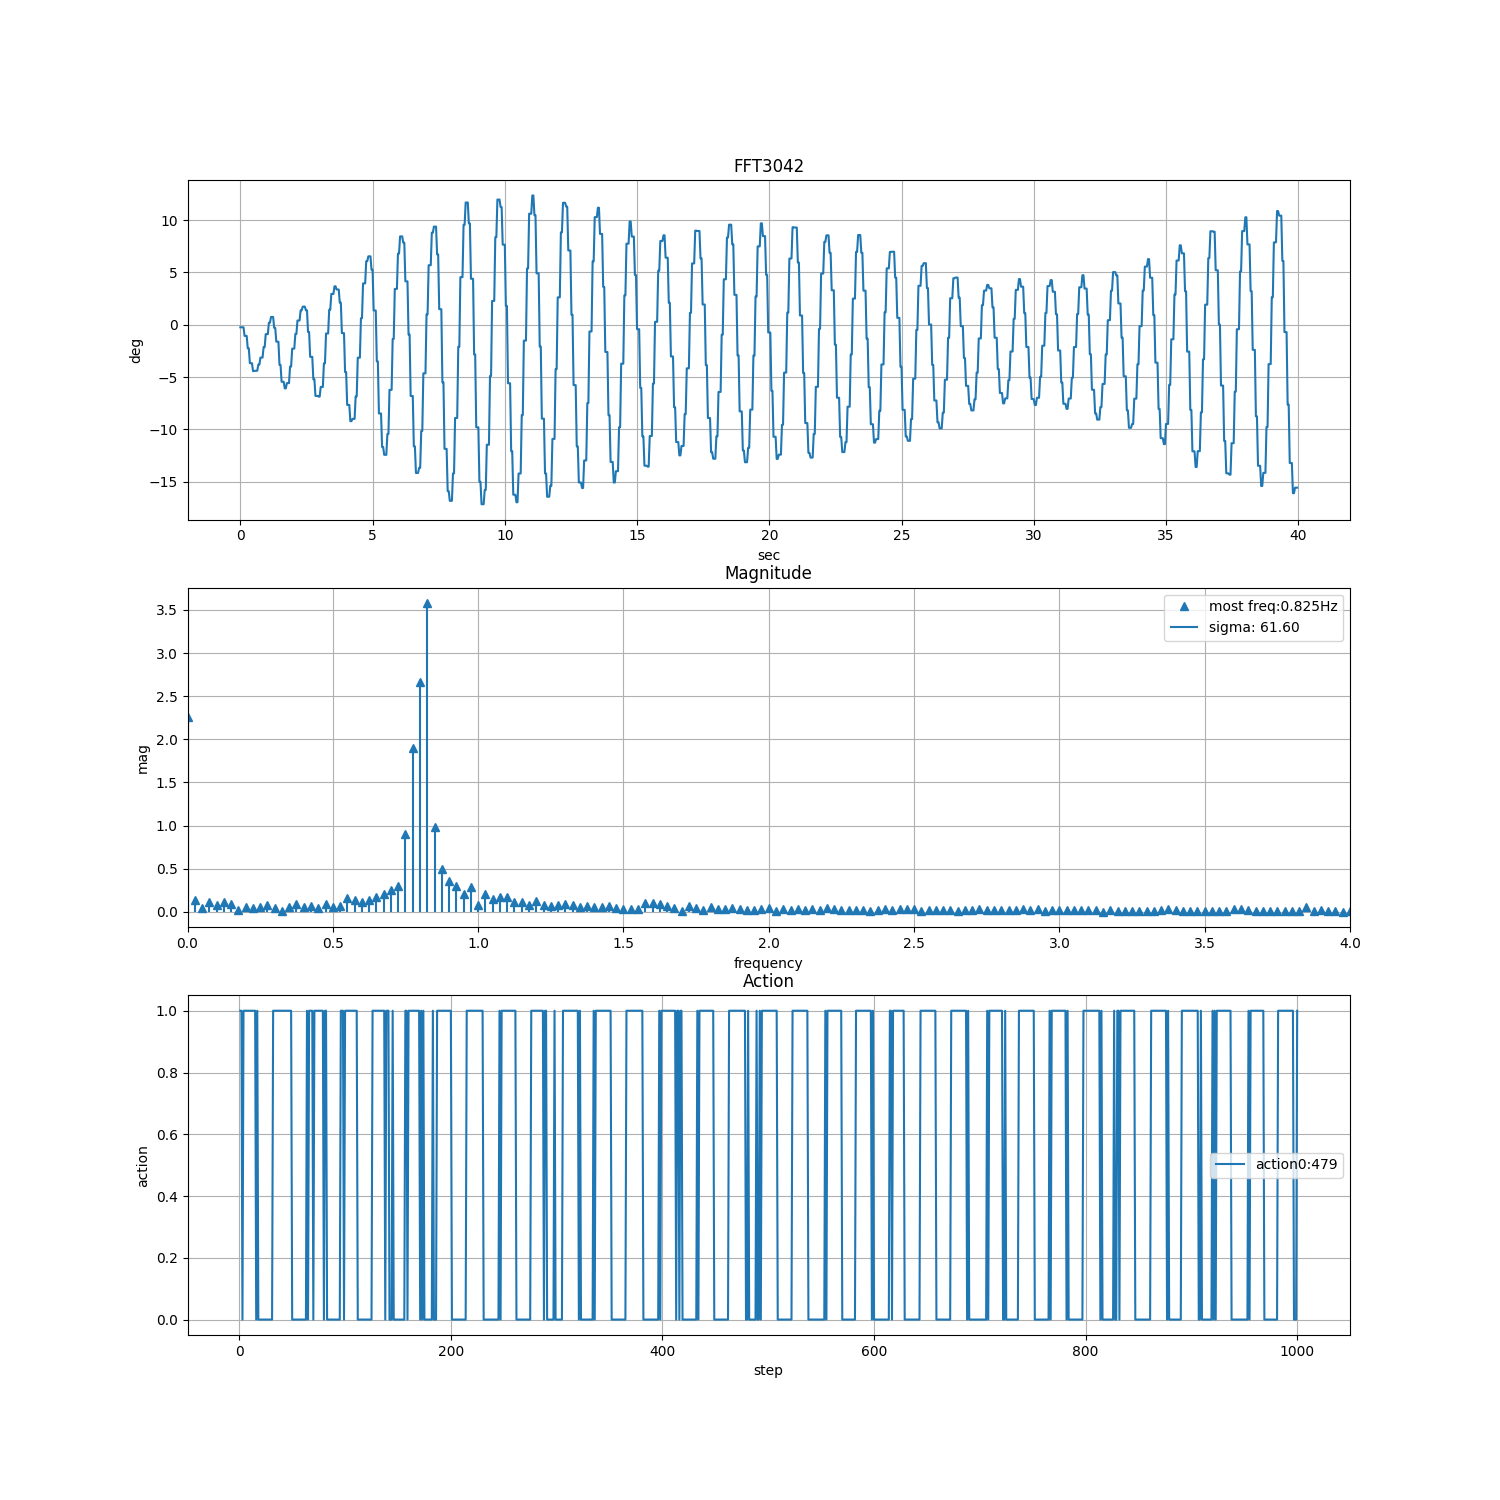 FFT3042
10
5
0
−5
−10
−15
deg
0 5 10 15 20 25 30 35 40
sec
Magnitude
3.5
3.0
2.5
2.0
1.5
1.0
0.5
0.0
mag
most freq:0.825Hz
sigma: 61.60
0.0 0.5 1.0 1.5 2.0 2.5 3.0 3.5 4.0
frequency
Action
1.0
0.8
0.6
0.4
0.2
0.0
action
action0:479
0 200 400 600 800 1000
step